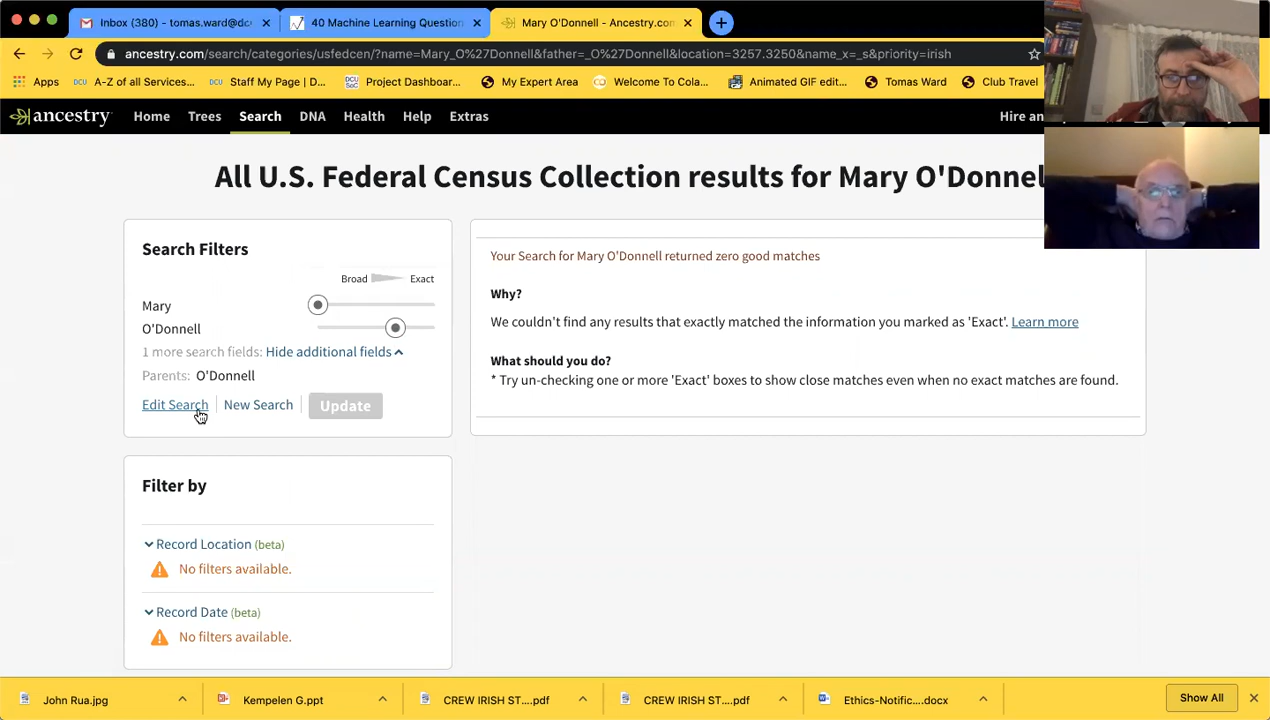 Inbox (380) - tomas.ward@dc
40 Machine Learning Question
Mary O'Donnell - Ancestry.com
ancestry.com/search/categories/usfedcen/?name=Mary_O%27Donnell&father=_O%27Donnell&location=3257.3250&name_x=_s&priority=irish
Apps
DCU A-Z of all Services...
DCU Staff My Page | D...
DCU SoC Project Dashboar...
My Expert Area
CO Welcome To Cola...
Animated GIF edit...
Tomas Ward
Club Travel
ancestry
Home
Trees
Search
DNA
Health
Help
Extras
Hire an
All U.S. Federal Census Collection results for Mary O'Donnel
Search Filters
Broad
Exact
Mary
O'Donnell
1 more search fields: Hide additional fields
Parents: O'Donnell
Edit Search
New Search
Update
Your Search for Mary O'Donnell returned zero good matches
Why?
We couldn't find any results that exactly matched the information you marked as 'Exact'. Learn more
What should you do?
* Try un-checking one or more 'Exact' boxes to show close matches even when no exact matches are found.
Filter by
Record Location (beta)
No filters available.
Record Date (beta)
No filters available.
John Rua.jpg
Kempelen G.ppt
CREW IRISH ST....pdf
CREW IRISH ST....pdf
Ethics-Notific....docx
Show All